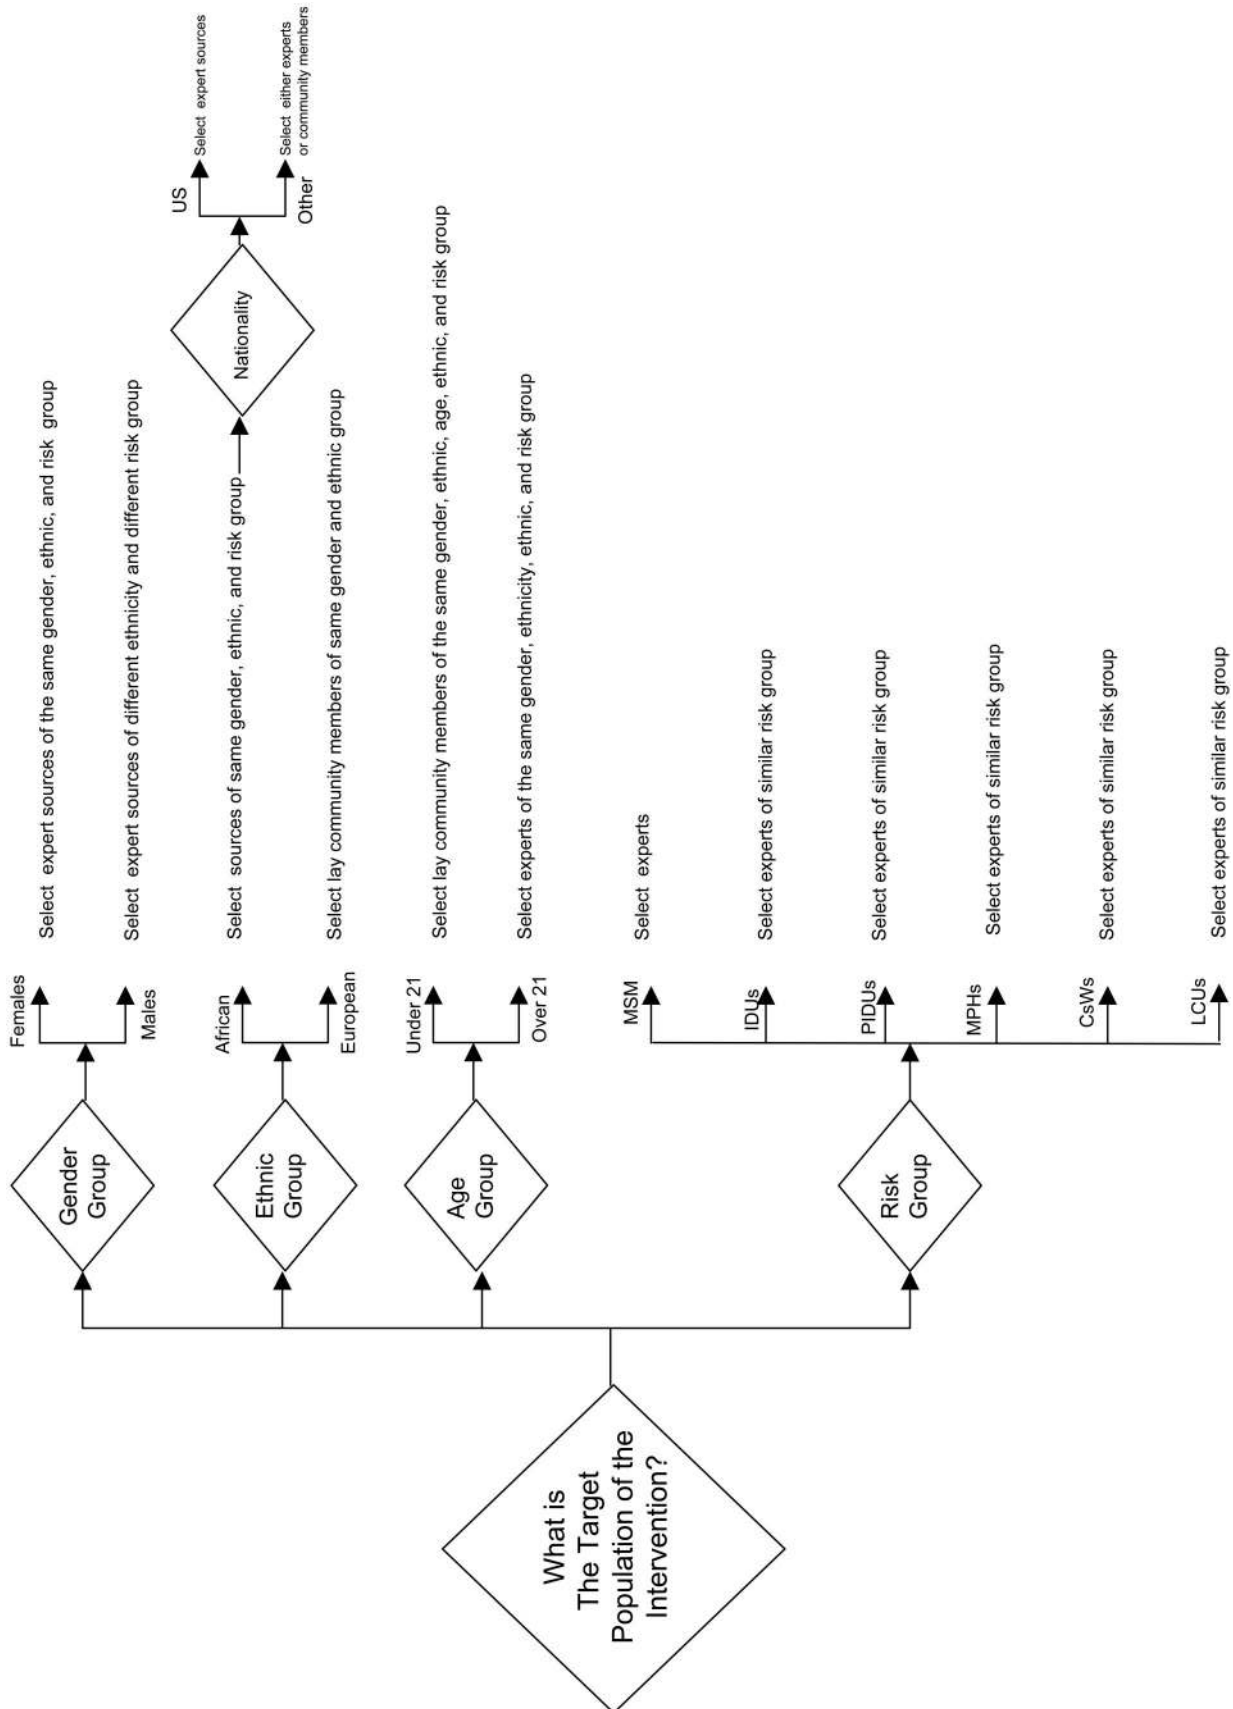 What is
The Target
Population of the
Intervention?
Gender
Group
Females
Select expert sources of the same gender, ethnic, and risk group
Males
Select expert sources of different ethnicity and different risk group
Ethnic
Group
African
Select sources of same gender, ethnic, and risk group
Nationality
US
Select expert sources
Other
Select either experts
or community members
European
Select lay community members of same gender and ethnic group
Age
Group
Under 21
Select lay community members of the same gender, ethnic, age, ethnic, and risk group
Over 21
Select experts of the same gender, ethnicity, ethnic, and risk group
Risk
Group
MSM
Select experts
IDUs
Select experts of similar risk group
PIDUs
Select experts of similar risk group
MPHs
Select experts of similar risk group
CsWs
Select experts of similar risk group
LCUs
Select experts of similar risk group